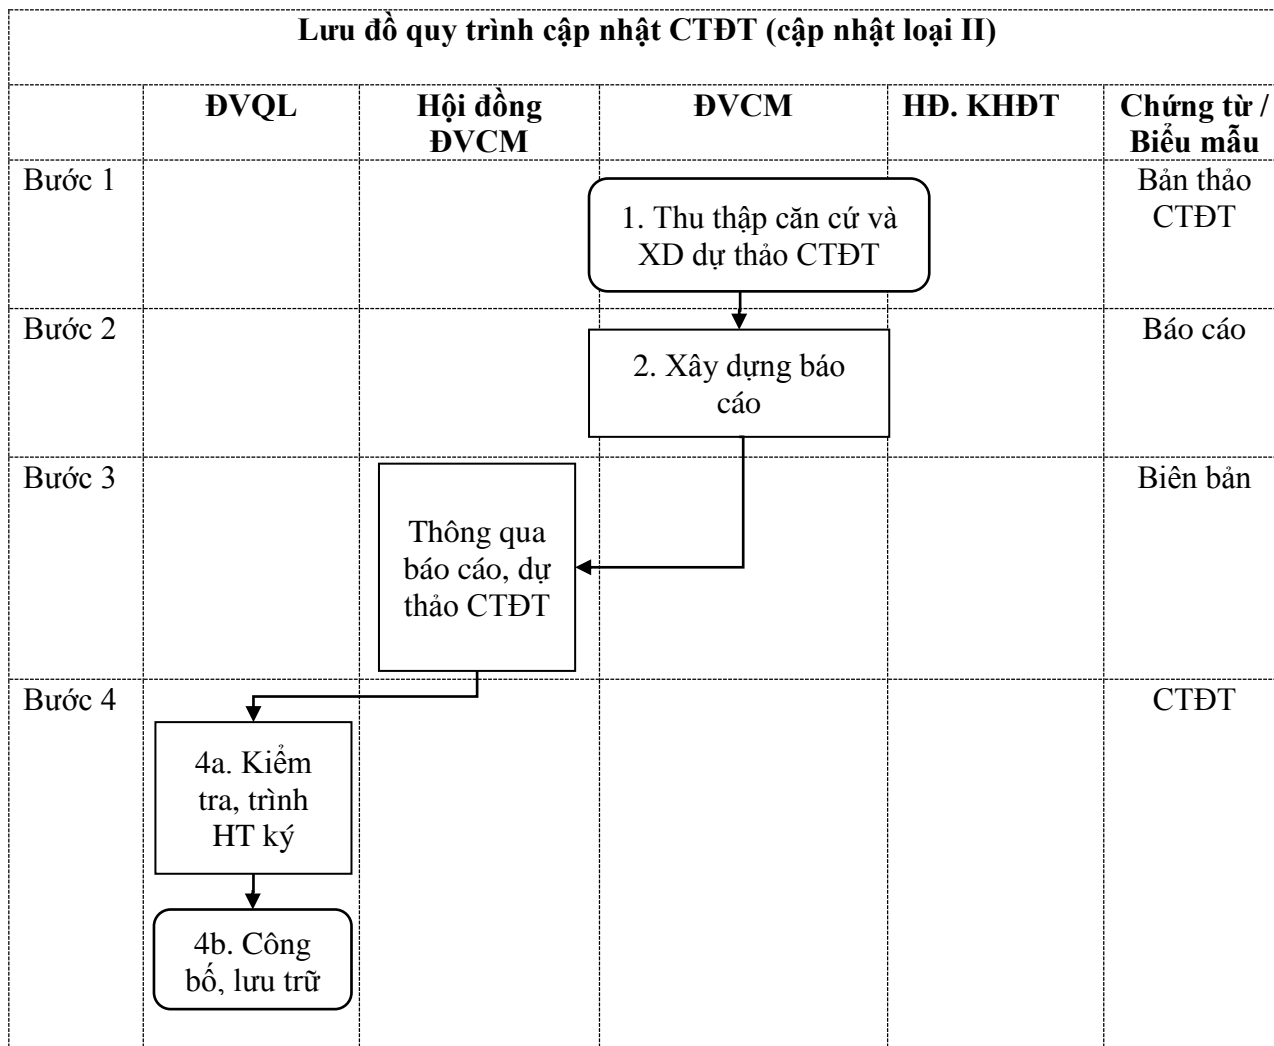 Lưu đồ quy trình cập nhật CTĐT (cập nhật loại II)
ĐVQL
Hội đồng
ĐVCM
ĐVCM
HĐ. KHĐT
Chứng từ /
Biểu mẫu
Bước 1
1. Thu thập căn cứ và
XD dự thảo CTĐT
Bản thảo
CTĐT
Bước 2
2. Xây dựng báo
cáo
Báo cáo
Bước 3
Thông qua
báo cáo, dự
thảo CTĐT
Biên bản
Bước 4
4a. Kiểm
tra, trình
HT ký
4b. Công
bố, lưu trữ
CTĐT